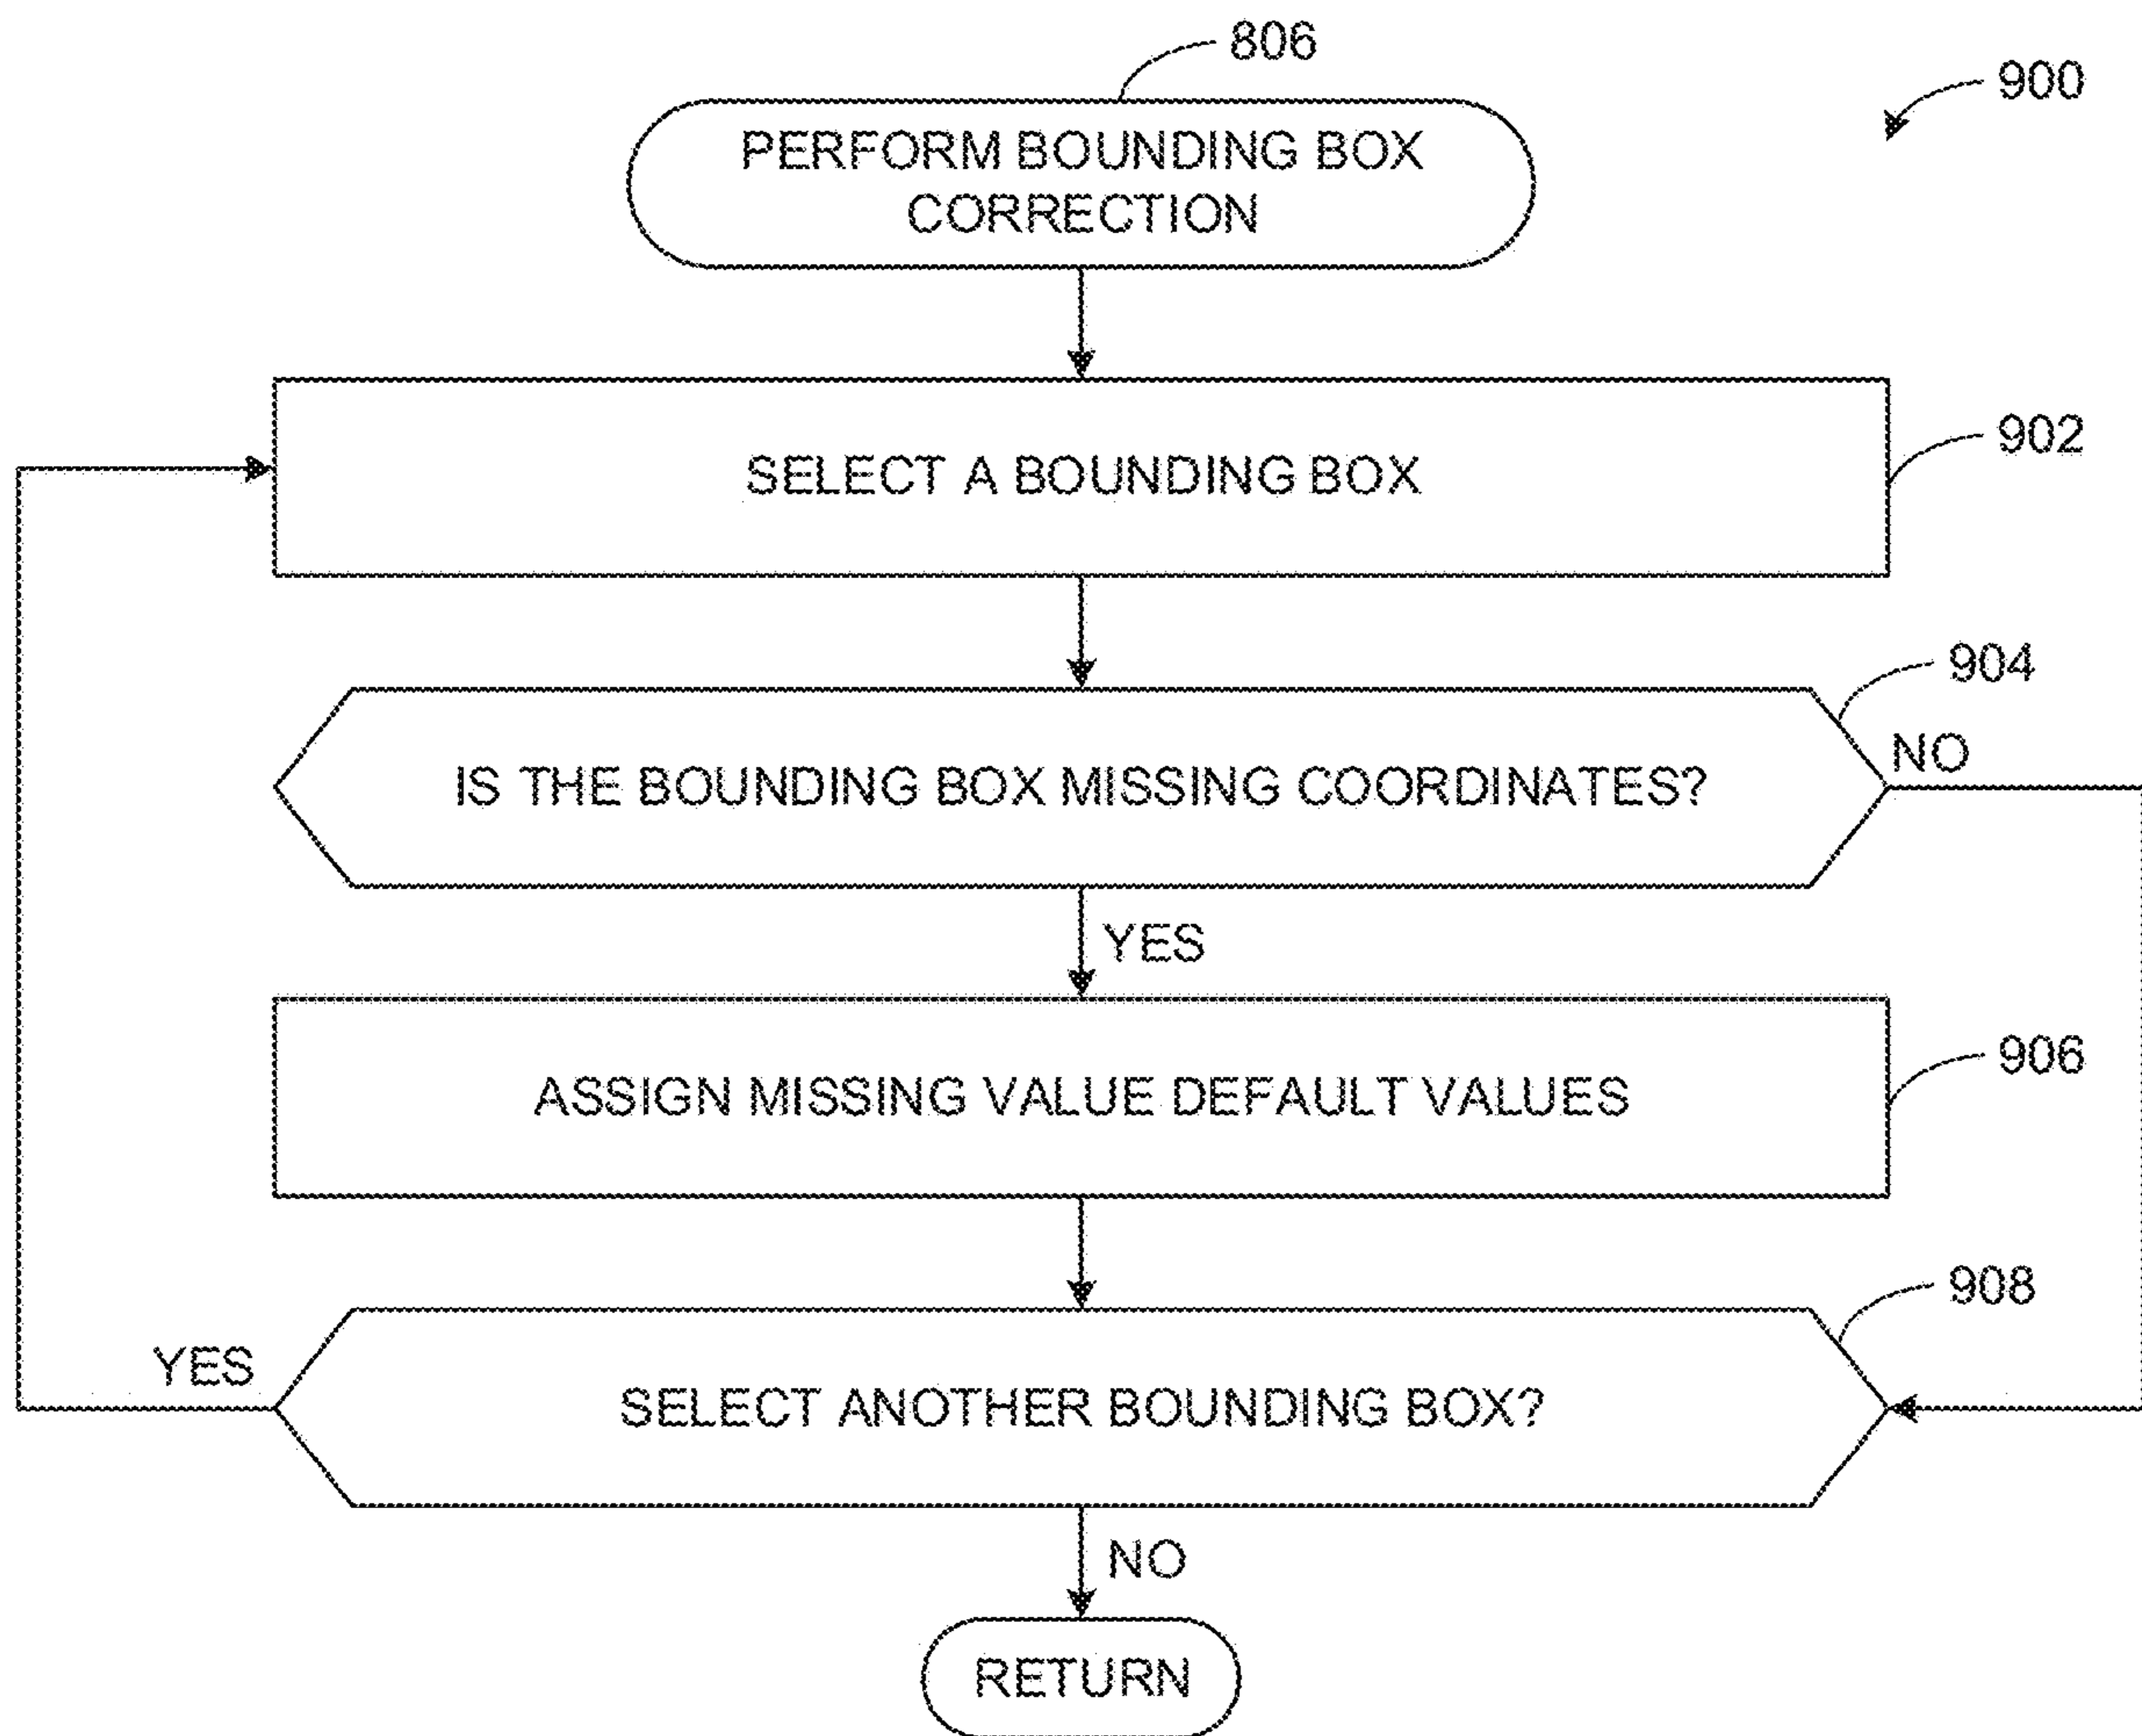 806
900
PERFORM BOUNDING BOX
CORRECTION
902
SELECT A BOUNDING BOX
904
NO
IS THE BOUNDING BOX MISSING COORDINATES?
YES
906
ASSIGN MISSING VALUE DEFAULT VALUES
908
YES
SELECT ANOTHER BOUNDING BOX?
NO
RETURN